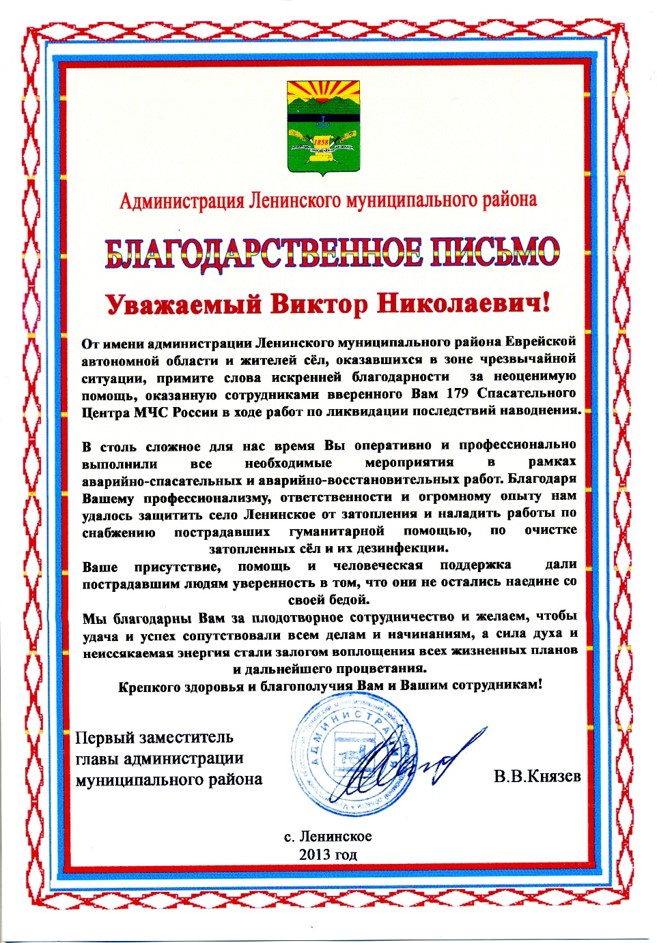 1858
Администрация Ленинского муниципального района
БЛАГОДАРСТВЕННОЕ ПИСЬМО
Уважаемый Виктор Николаевич!
От имени администрации Ленинского муниципального района Еврейской
автономной области и жителей сёл, оказавшихся в зоне чрезвычайной
ситуации, примите слова искренней благодарности за неоценимую
помощь, оказанную сотрудниками вверенного Вам 179 Спасательного
Центра МЧС России в ходе работ по ликвидации последствий наводнения.
В столь сложное для нас время Вы оперативно и профессионально
выполнили все необходимые мероприятия в рамках
аварийно-спасательных и аварийно-восстановительных работ. Благодаря
Вашему профессионализму, ответственности и огромному опыту нам
удалось защитить село Ленинское от затопления и наладить работы по
снабжению пострадавших гуманитарной помощью, по очистке
затопленных сёл и их дезинфекции.
Ваше присутствие, помощь и человеческая поддержка дали
пострадавшим людям уверенность в том, что они не остались наедине со
своей бедой.
Мы благодарны Вам за плодотворное сотрудничество и желаем, чтобы
удача и успех сопутствовали всем делам и начинаниям, а сила духа и
неиссякаемая энергия стали залогом воплощения всех жизненных планов
и дальнейшего процветания.
Крепкого здоровья и благополучия Вам и Вашим сотрудникам!
Первый заместитель
главы администрации
муниципального района
АДМИНИСТРАЦИЯ
В.В.Князев
с. Ленинское
2013 год